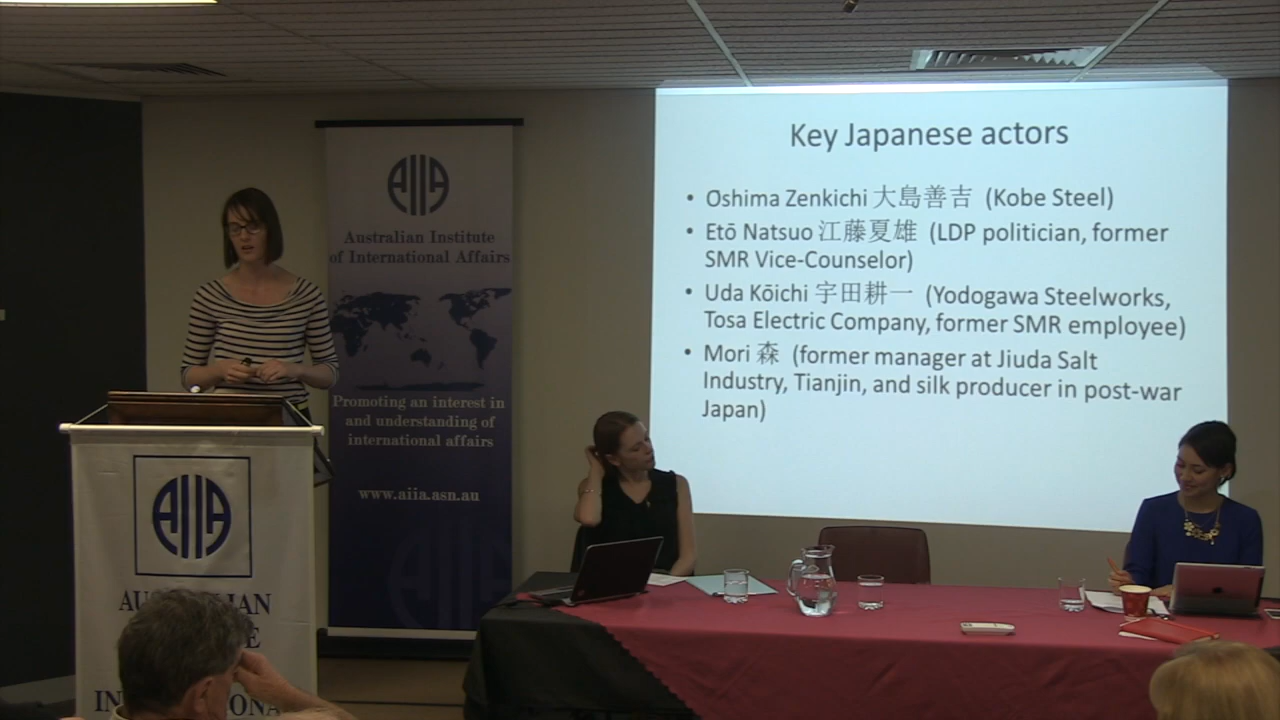 AIIA
Australian Institute
of International Affairs
Promoting an interest in
and understanding of
international affairs
www.aiia.asn.au
AIIA
Key Japanese actors
• Ōshima Zenkichi 大島善吉 (Kobe Steel)
• Etō Natsuo 江藤夏雄 (LDP politician, former
SMR Vice-Counselor)
• Uda Kōichi 宇田耕一 (Yodogawa Steelworks,
Tosa Electric Company, former SMR employee)
• Mori 森 (former manager at Jiuda Salt
Industry, Tianjin, and silk producer in post-war
Japan)